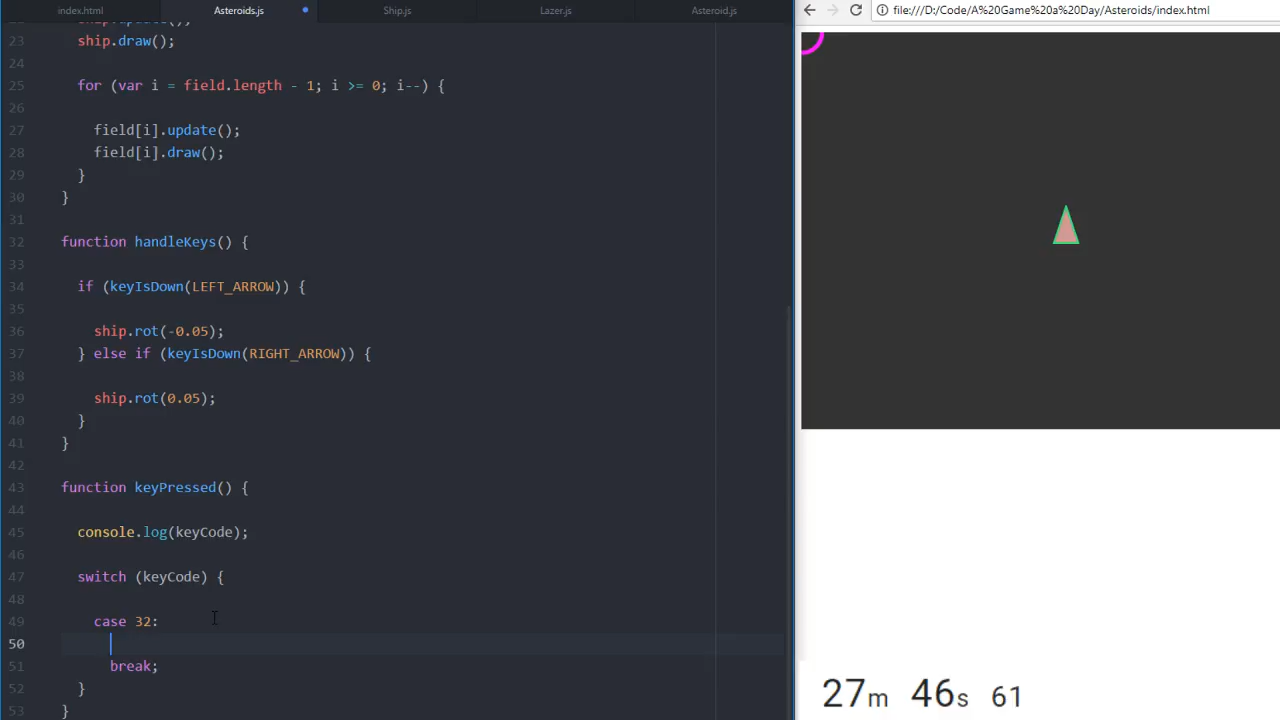 index.html Asteroids.js Ship.js Lazer.js Asteroid.js
file:///D:/Code/A%20Game%20a%20Day/Asteroids/index.html
23 ship.draw();
24
25 for (var i = field.length - 1; i >= 0; i--) {
26
27 field[i].update();
28 field[i].draw();
29 }
30 }
31
32 function handleKeys() {
33
34 if (keyIsDown(LEFT_ARROW)) {
35
36 ship.rot(-0.05);
37 } else if (keyIsDown(RIGHT_ARROW)) {
38
39 ship.rot(0.05);
40 }
41 }
42
43 function keyPressed() {
44
45 console.log(keyCode);
46
47 switch (keyCode) {
48
49 case 32:
50
51 break;
52 }
53 }
27m 46s 61